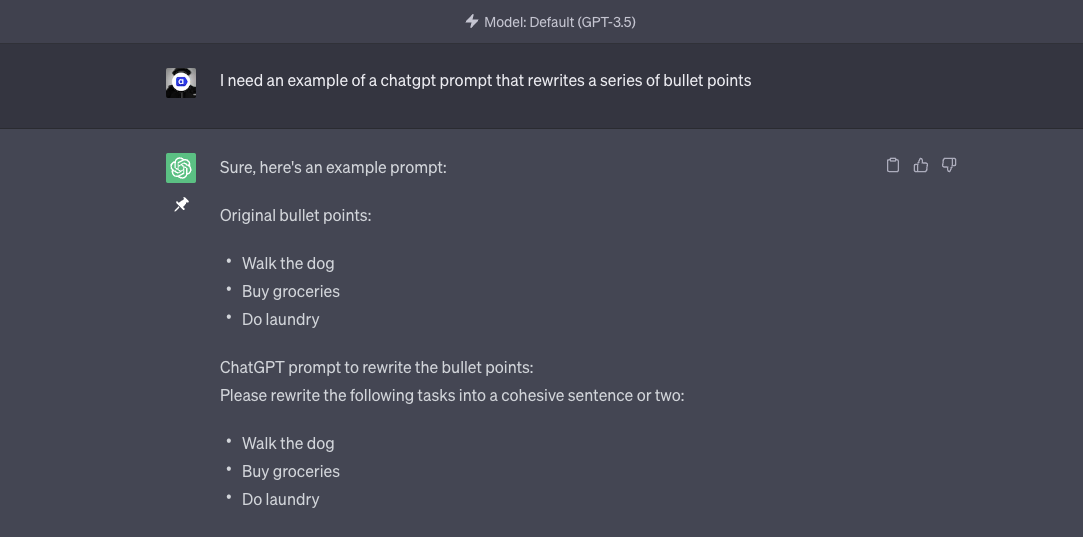 Model: Default (GPT-3.5)
I need an example of a chatgpt prompt that rewrites a series of bullet points
Sure, here's an example prompt:
Original bullet points:
• Walk the dog
• Buy groceries
• Do laundry
ChatGPT prompt to rewrite the bullet points:
Please rewrite the following tasks into a cohesive sentence or two:
• Walk the dog
• Buy groceries
• Do laundry